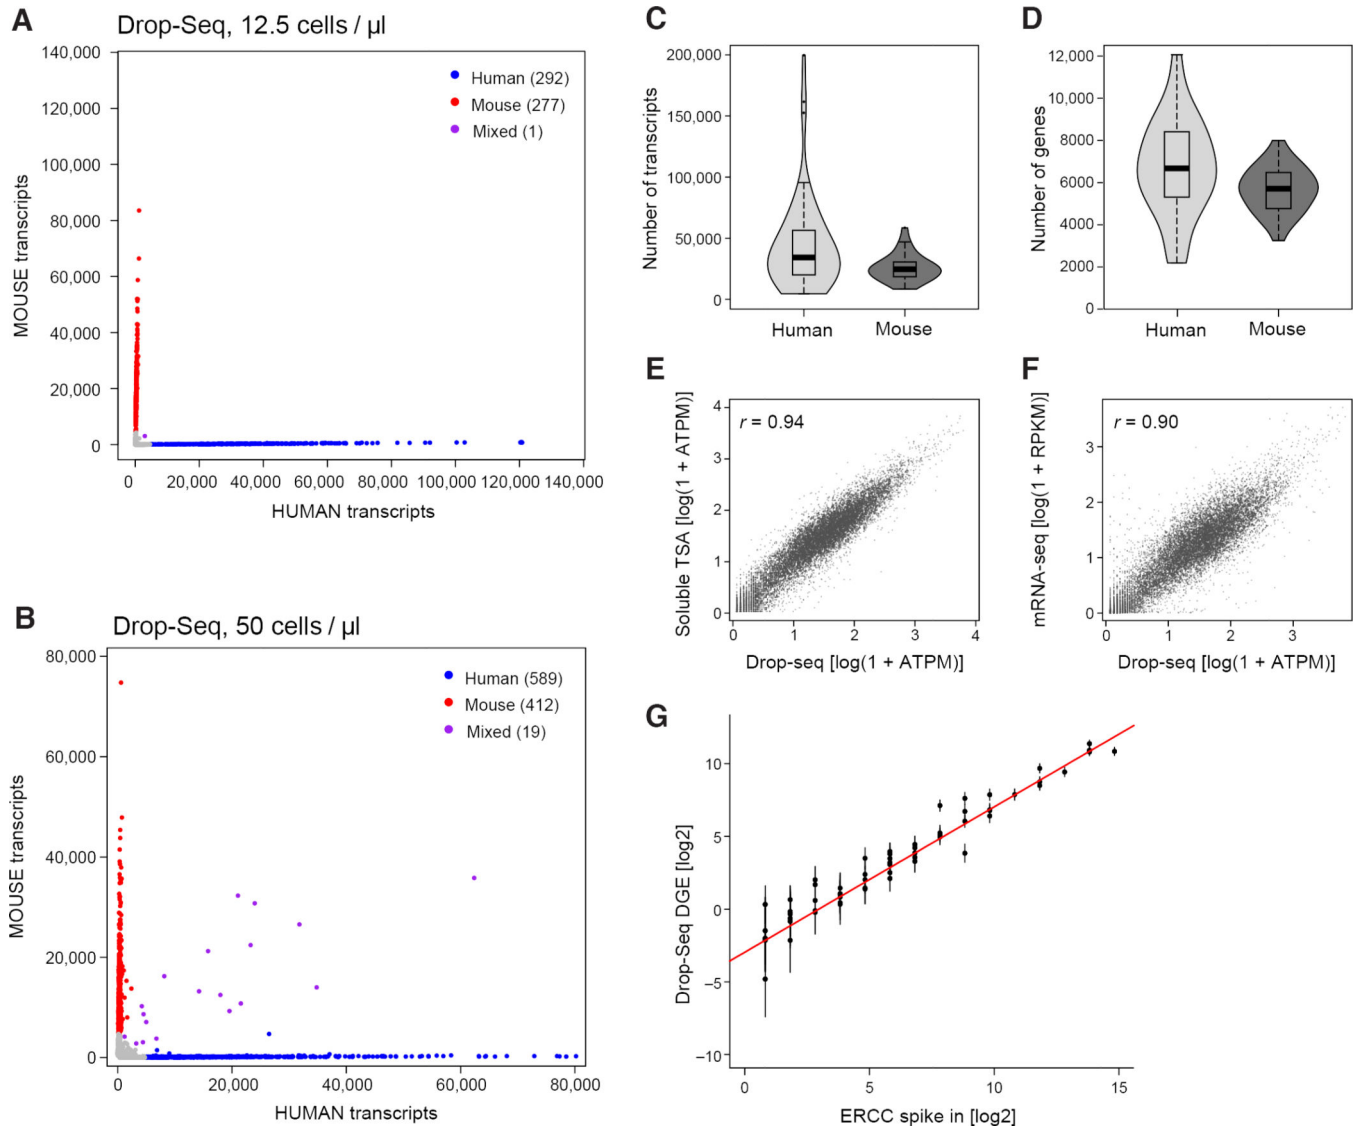 A
Drop-Seq, 12.5 cells / µl
140,000
120,000
100,000
80,000
60,000
40,000
20,000
0
MOUSE transcripts
Human (292)
Mouse (277)
Mixed (1)
0 20,000 40,000 60,000 80,000 100,000 120,000 140,000
HUMAN transcripts
B
Drop-Seq, 50 cells / µl
80,000
60,000
40,000
20,000
0
MOUSE transcripts
Human (589)
Mouse (412)
Mixed (19)
0 20,000 40,000 60,000 80,000
HUMAN transcripts
C
200,000
150,000
100,000
50,000
0
Number of transcripts
Human Mouse
D
12,000
10,000
8000
6000
4000
2000
0
Number of genes
Human Mouse
E
r = 0.94
4
3
2
1
0
Soluble TSA [log(1 + ATPM)]
0 1 2 3 4
Drop-seq [log(1 + ATPM)]
F
r = 0.90
3
2
1
0
mRNA-seq [log(1 + RPKM)]
0 1 2 3
Drop-seq [log(1 + ATPM)]
G
10
5
0
−5
−10
Drop-Seq DGE [log2]
0 5 10 15
ERCC spike in [log2]